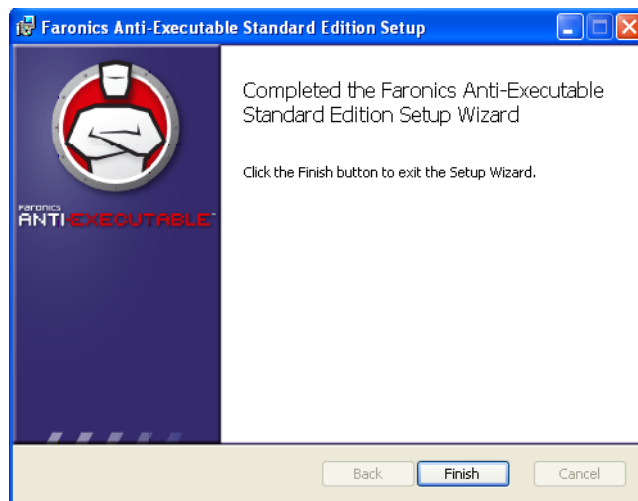 Faronics Anti-Executable Standard Edition Setup
Completed the Faronics Anti-Executable
Standard Edition Setup Wizard
Click the Finish button to exit the Setup Wizard.
Faronics
ANTI-EXECUTABLE™
Back
Finish
Cancel